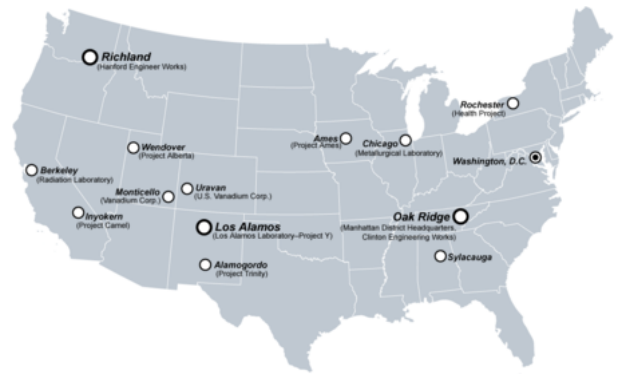 Richland
(Hanford Engineer Works)
Rochester
(Health Project)
Ames
(Project Ames)
Chicago
(Metallurgical Laboratory)
Wendover
(Project Alberta)
Washington, D.C.
Berkeley
(Radiation Laboratory)
Monticello
(Vanadium Corp.)
Uravan
(U.S. Vanadium Corp.)
Inyokern
(Project Camel)
Los Alamos
(Los Alamos Laboratory–Project Y)
Oak Ridge
(Manhattan District Headquarters,
Clinton Engineering Works)
Alamogordo
(Project Trinity)
Sylacauga